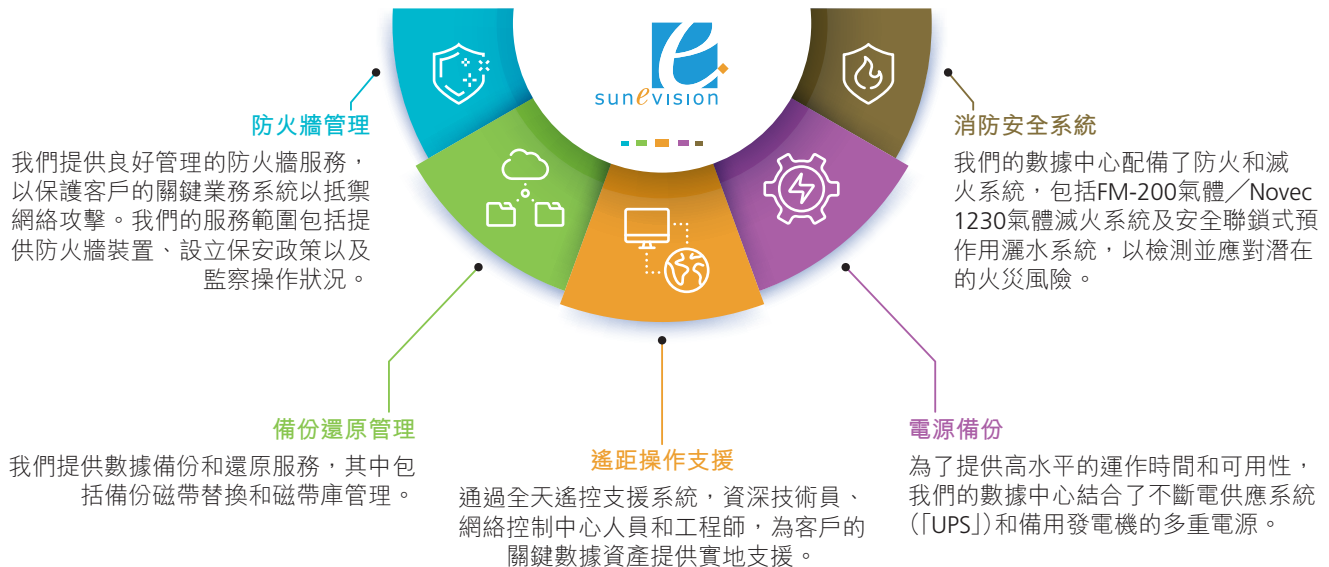 sunevision
防火牆管理
我們提供良好管理的防火牆服務，
以保護客戶的關鍵業務系統以抵禦
網絡攻擊。我們的服務範圍包括提
供防火牆裝置、設立保安政策以及
監察操作狀況。
消防安全系統
我們的數據中心配備了防火和滅
火系統，包括FM-200氣體／Novec
1230氣體滅火系統及安全聯鎖式預
作用灑水系統，以檢測並應對潛在
的火災風險。
備份還原管理
我們提供數據備份和還原服務，其中包
括備份磁帶替換和磁帶庫管理。
遙距操作支援
通過全天遙控支援系統，資深技術員、
網絡控制中心人員和工程師，為客戶的
關鍵數據資產提供實地支援。
電源備份
為了提供高水平的運作時間和可用性，
我們的數據中心結合了不斷電供應系統
(「UPS」)和備用發電機的多重電源。